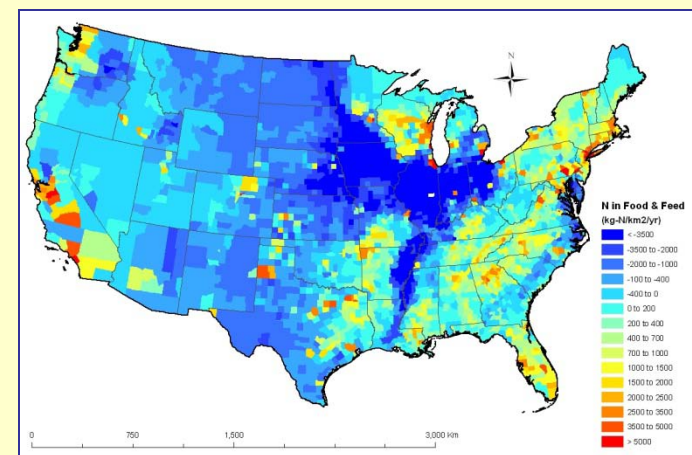 N
N in Food & Feed
(kg-N/km2/yr)
< -3500
-3500 to -2000
-2000 to -1000
-100 to -400
-400 to 0
0 to 200
200 to 400
400 to 700
700 to 1000
1000 to 1500
1500 to 2000
2000 to 2500
2500 to 3500
3500 to 5000
> 5000
0 750 1,500 3,000 km